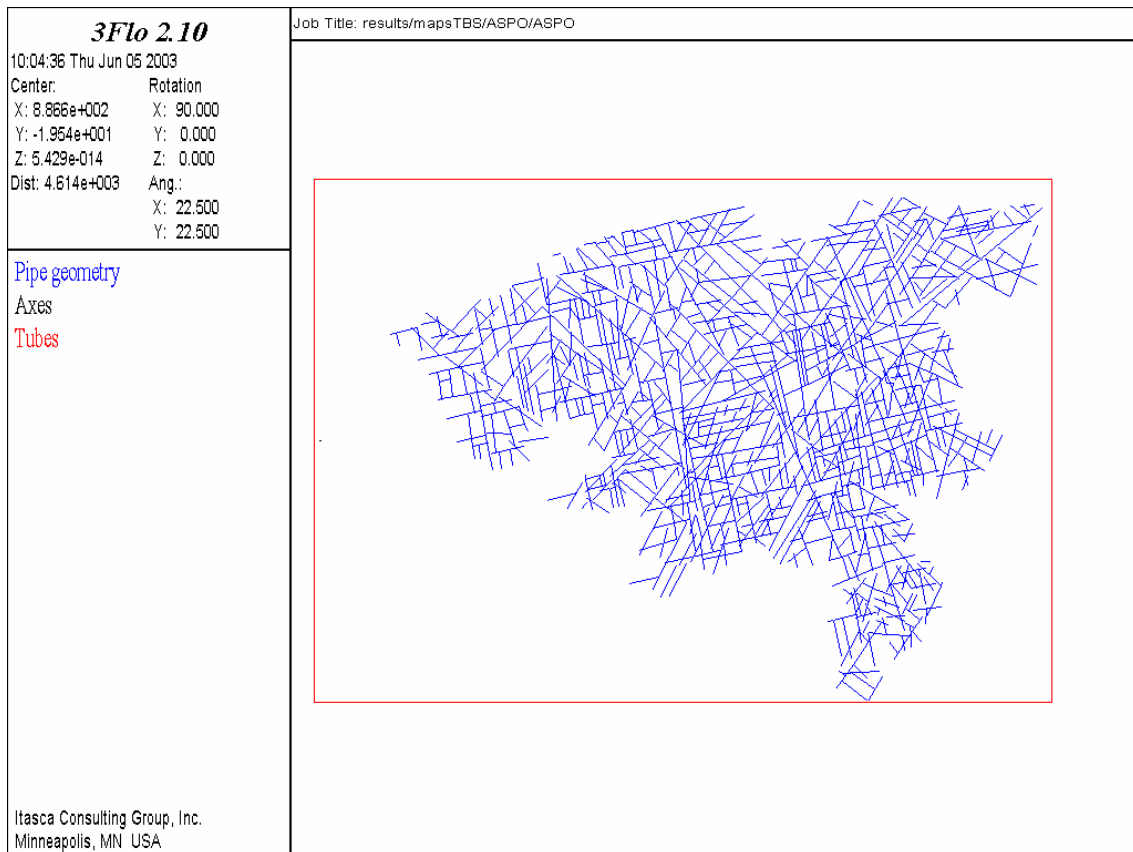 3Flo 2.10
Job Title: results/mapsTBS/ASPO/ASPO
10:04:36 Thu Jun 05 2003
Center: Rotation
X: 8.866e+002 X: 90.000
Y: -1.954e+001 Y: 0.000
Z: 5.429e-014 Z: 0.000
Dist: 4.614e+003 Ang.:
X: 22.500
Y: 22.500
Pipe geometry
Axes
Tubes
Itasca Consulting Group, Inc.
Minneapolis, MN USA